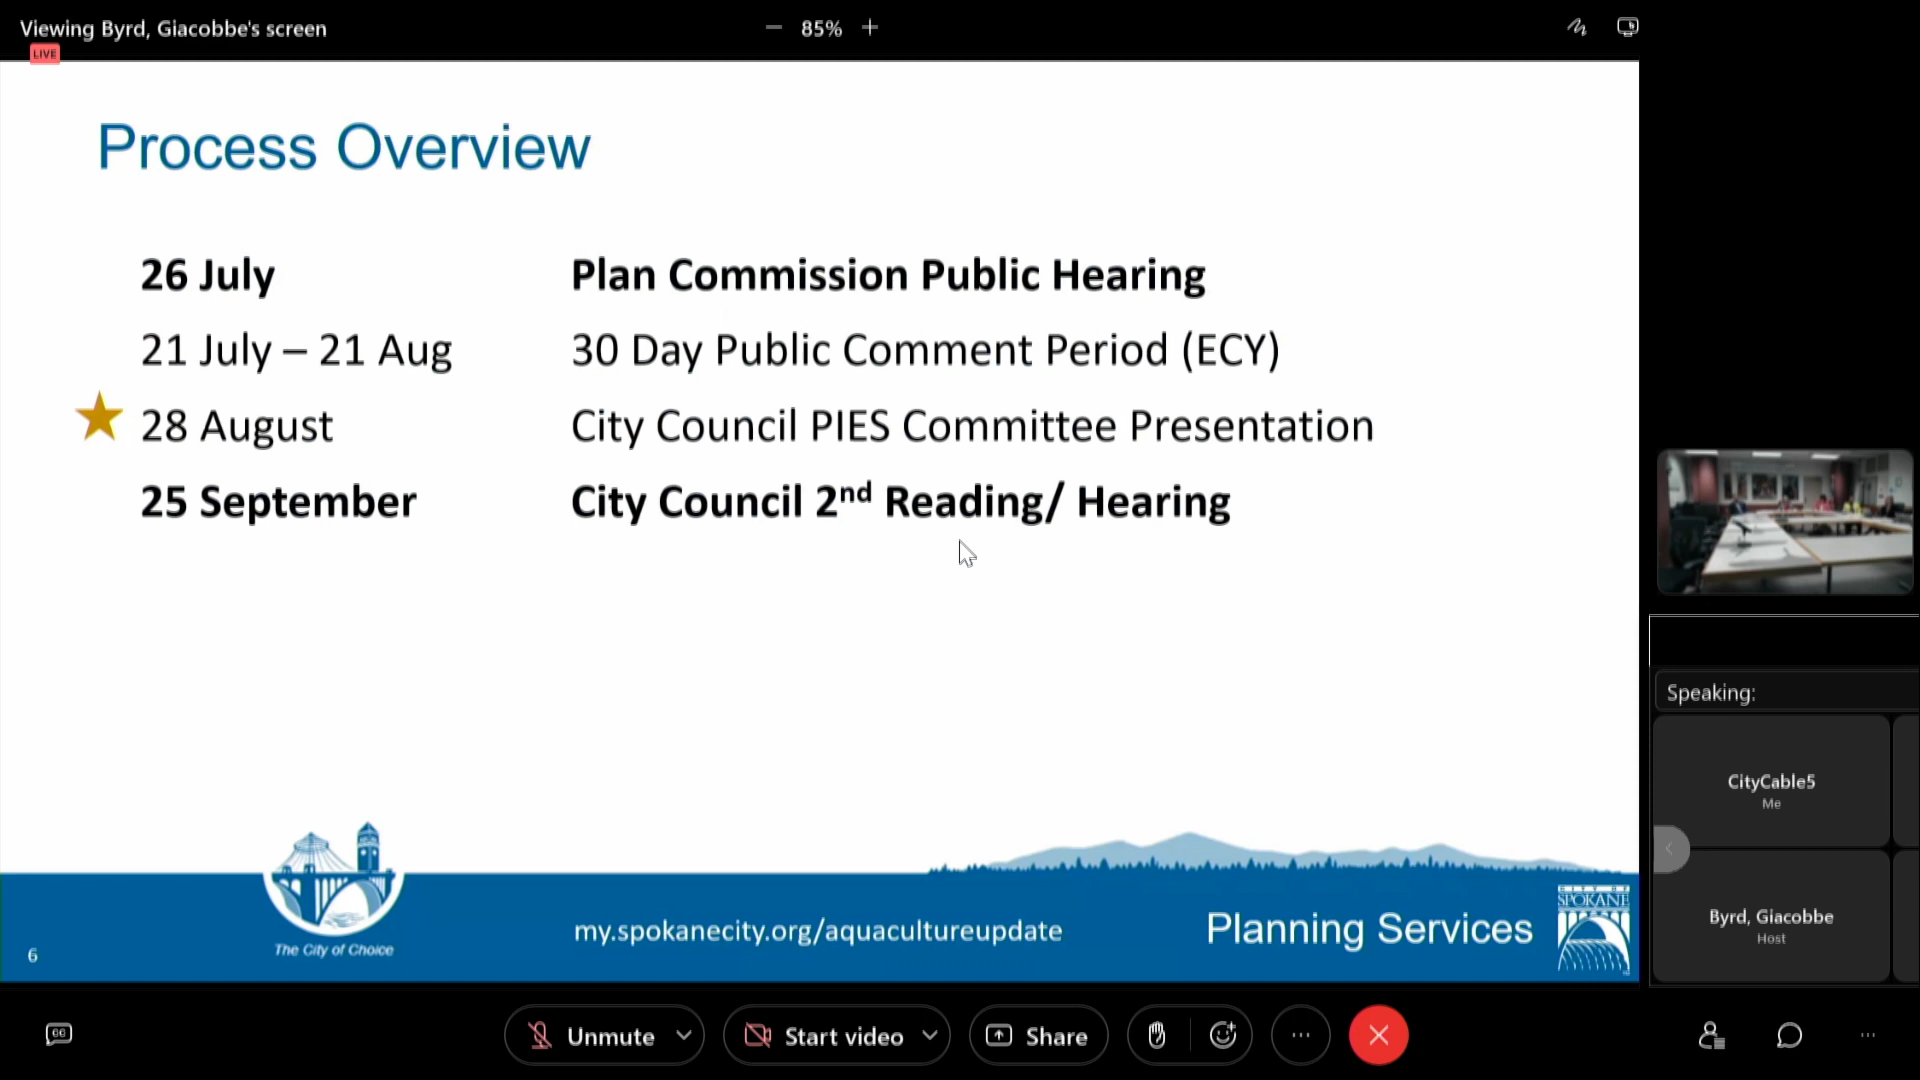 Viewing Byrd, Giacobbe's screen
85%
LIVE
Process Overview
26 July Plan Commission Public Hearing
21 July – 21 Aug 30 Day Public Comment Period (ECY)
28 August City Council PIES Committee Presentation
25 September City Council 2nd Reading/ Hearing
Speaking:
CityCable5
Me
Byrd, Giacobbe
Host
The City of Choice
my.spokanecity.org/aquacultureupdate
Planning Services
CITY OF
SPOKANE
6
Unmute
Start video
Share